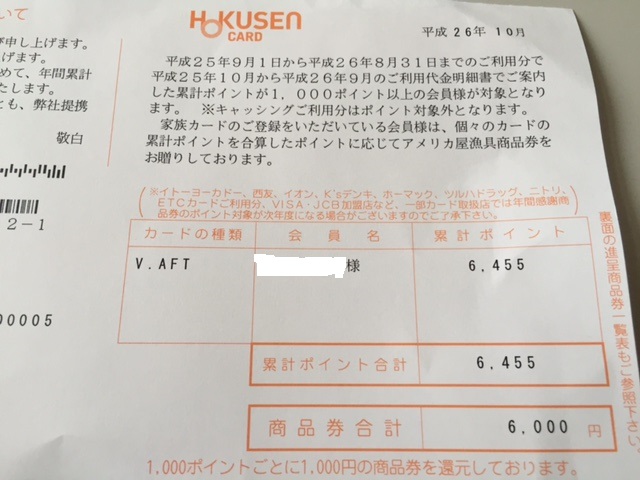 いて
び申し上げます。
げます。
めて、年間累計
たします。
とも、弊社提携
敬白
2-1
00005
HOKUSEN
CARD
平成 26年 10月
平成25年9月1日から平成26年8月31日までのご利用分で
平成25年10月から平成26年9月のご利用代金明細書でご案内
した累計ポイントが1，000ポイント以上の会員様が対象となり
ます。 ※キャッシングご利用分はポイント対象外となります。
家族カードのご登録をいただいている会員様は、個々のカードの
累計ポイントを合算したポイントに応じてアメリカ屋漁具商品券を
お贈りしております。
※イトーヨーカドー、西友、イオン、K'sデンキ、ホーマック、ツルハドラッグ、ニトリ、
ETCカードご利用分、VISA・JCB加盟店など、一部カード取扱店では年間感謝商
品券のポイント対象が次年度になる場合がございますのでご了承下さい。
カードの種類 会員名 累計ポイント
V.AFT 様 6,455
累計ポイント合計 6,455
商品券合計 6,000 円
1,000ポイントごとに1,000円の商品券を還元しております。
裏面の進呈商品券一覧表もご参照下さい。